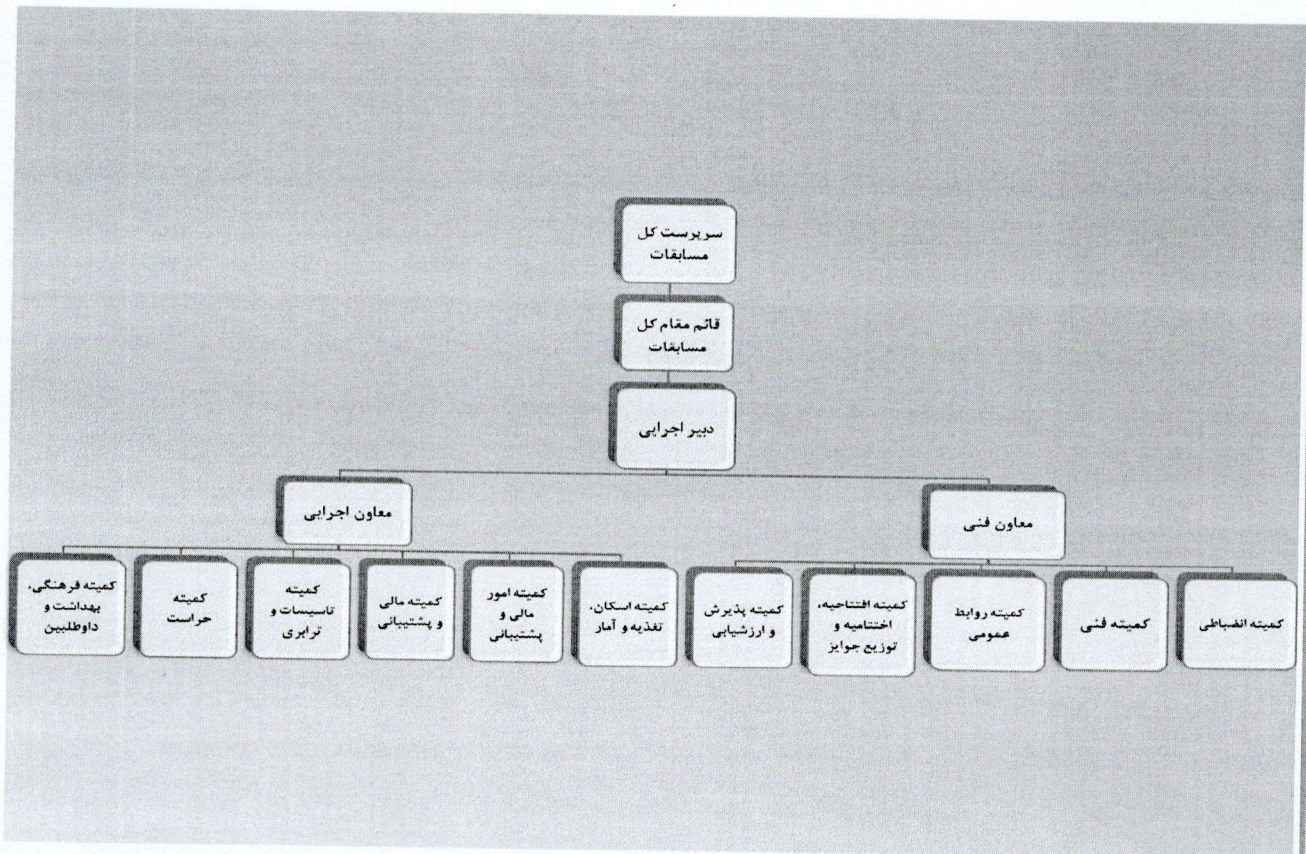 سرپرست کل
مسابقات
قائم مقام کل
مسابقات
دبیر اجرایی
معاون فنی
معاون اجرایی
کمیته انضباطی
کمیته فنی
کمیته روابط
عمومی
کمیته افتتاحیه،
اختتامیه و
توزیع جوایز
کمیته پذیرش
و ارزشیابی
کمیته اسکان،
تغذیه و آمار
کمیته امور
مالی و
پشتیبانی
کمیته مالی
و پشتیبانی
کمیته
تاسیسات و
ترابری
کمیته
حراست
کمیته فرهنگی،
بهداشت و
داوطلبین